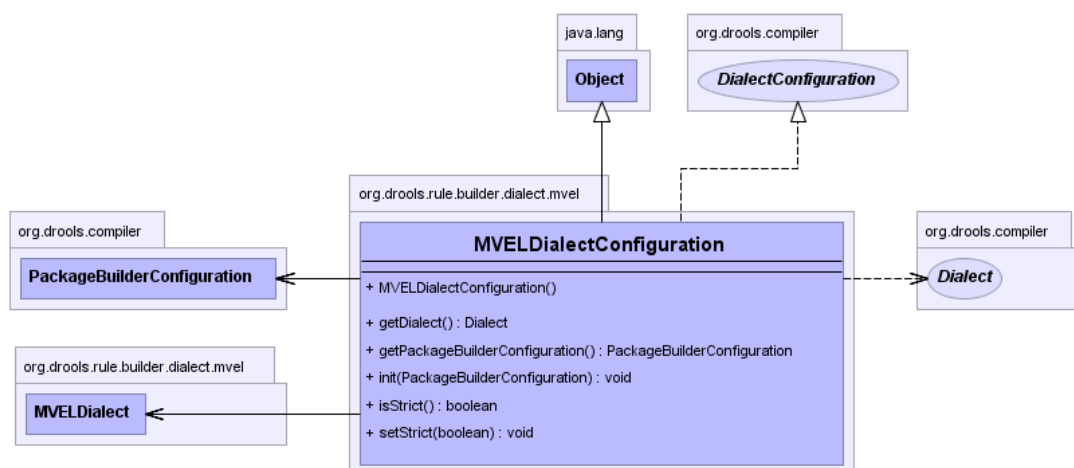 java.lang
Object
org.drools.compiler
DialectConfiguration
org.drools.rule.builder.dialect.mvel
MVELDialectConfiguration
+ MVELDialectConfiguration()
+ getDialect() : Dialect
+ getPackageBuilderConfiguration() : PackageBuilderConfiguration
+ init(PackageBuilderConfiguration) : void
+ isStrict() : boolean
+ setStrict(boolean) : void
org.drools.compiler
PackageBuilderConfiguration
org.drools.rule.builder.dialect.mvel
MVELDialect
org.drools.compiler
Dialect